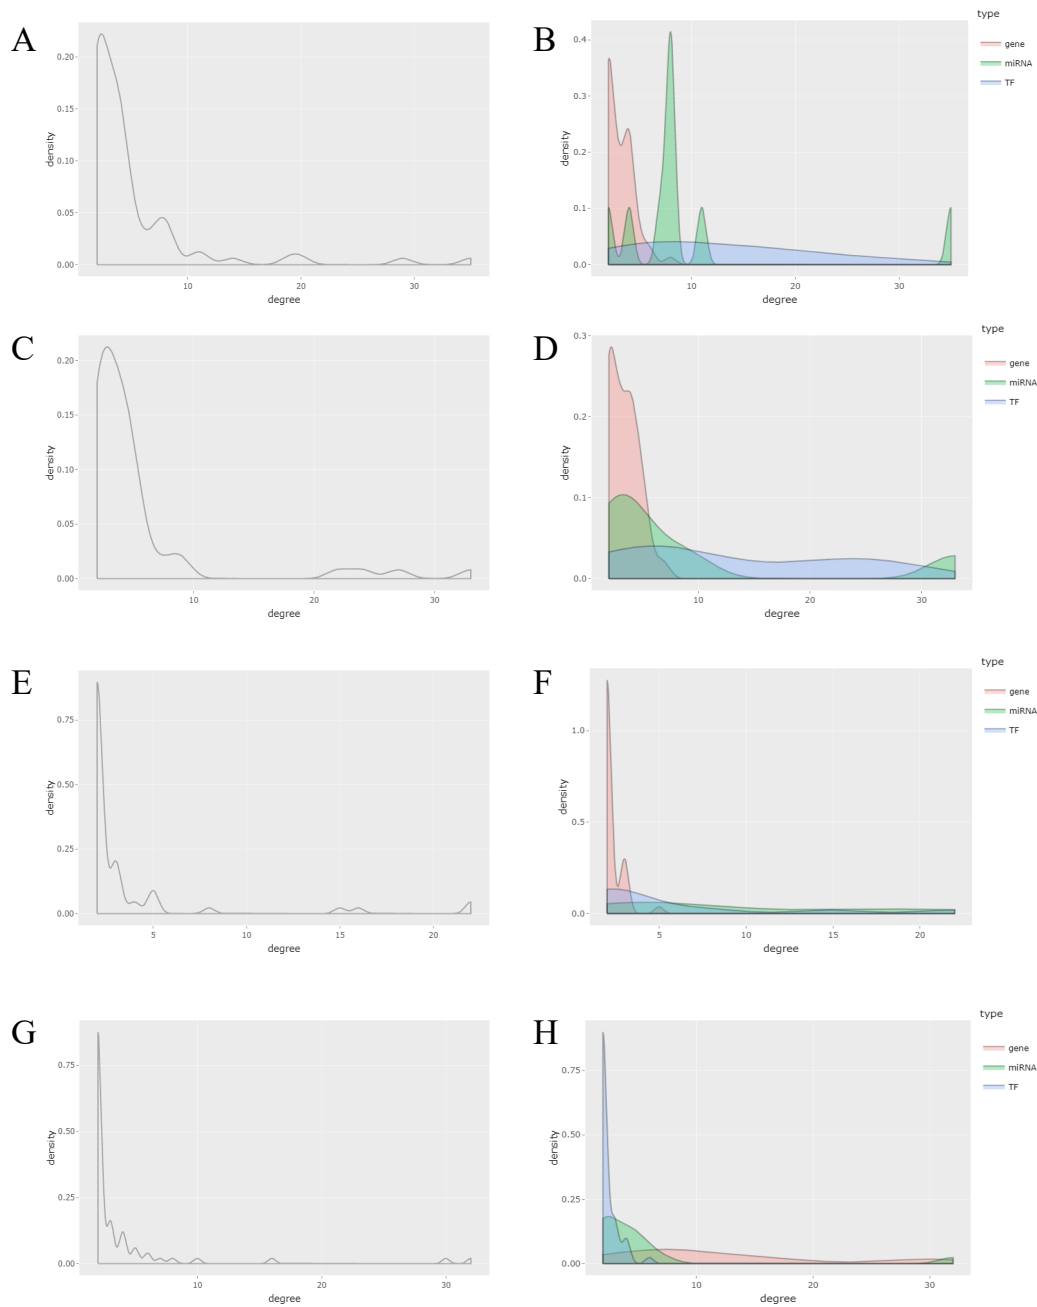 A
density
0.20
0.15
0.10
0.05
0.00
10
20
30
degree
B
density
0.4
0.3
0.2
0.1
0.0
10
20
30
degree
type
gene
miRNA
TF
C
density
0.20
0.15
0.10
0.05
0.00
10
20
30
degree
D
density
0.3
0.2
0.1
0.0
10
20
30
degree
type
gene
miRNA
TF
E
density
0.75
0.50
0.25
0.00
5
10
15
20
degree
F
density
1.0
0.5
0.0
5
10
15
20
degree
type
gene
miRNA
TF
G
density
0.75
0.50
0.25
0.00
10
20
30
degree
H
density
0.75
0.50
0.25
0.00
10
20
30
degree
type
gene
miRNA
TF